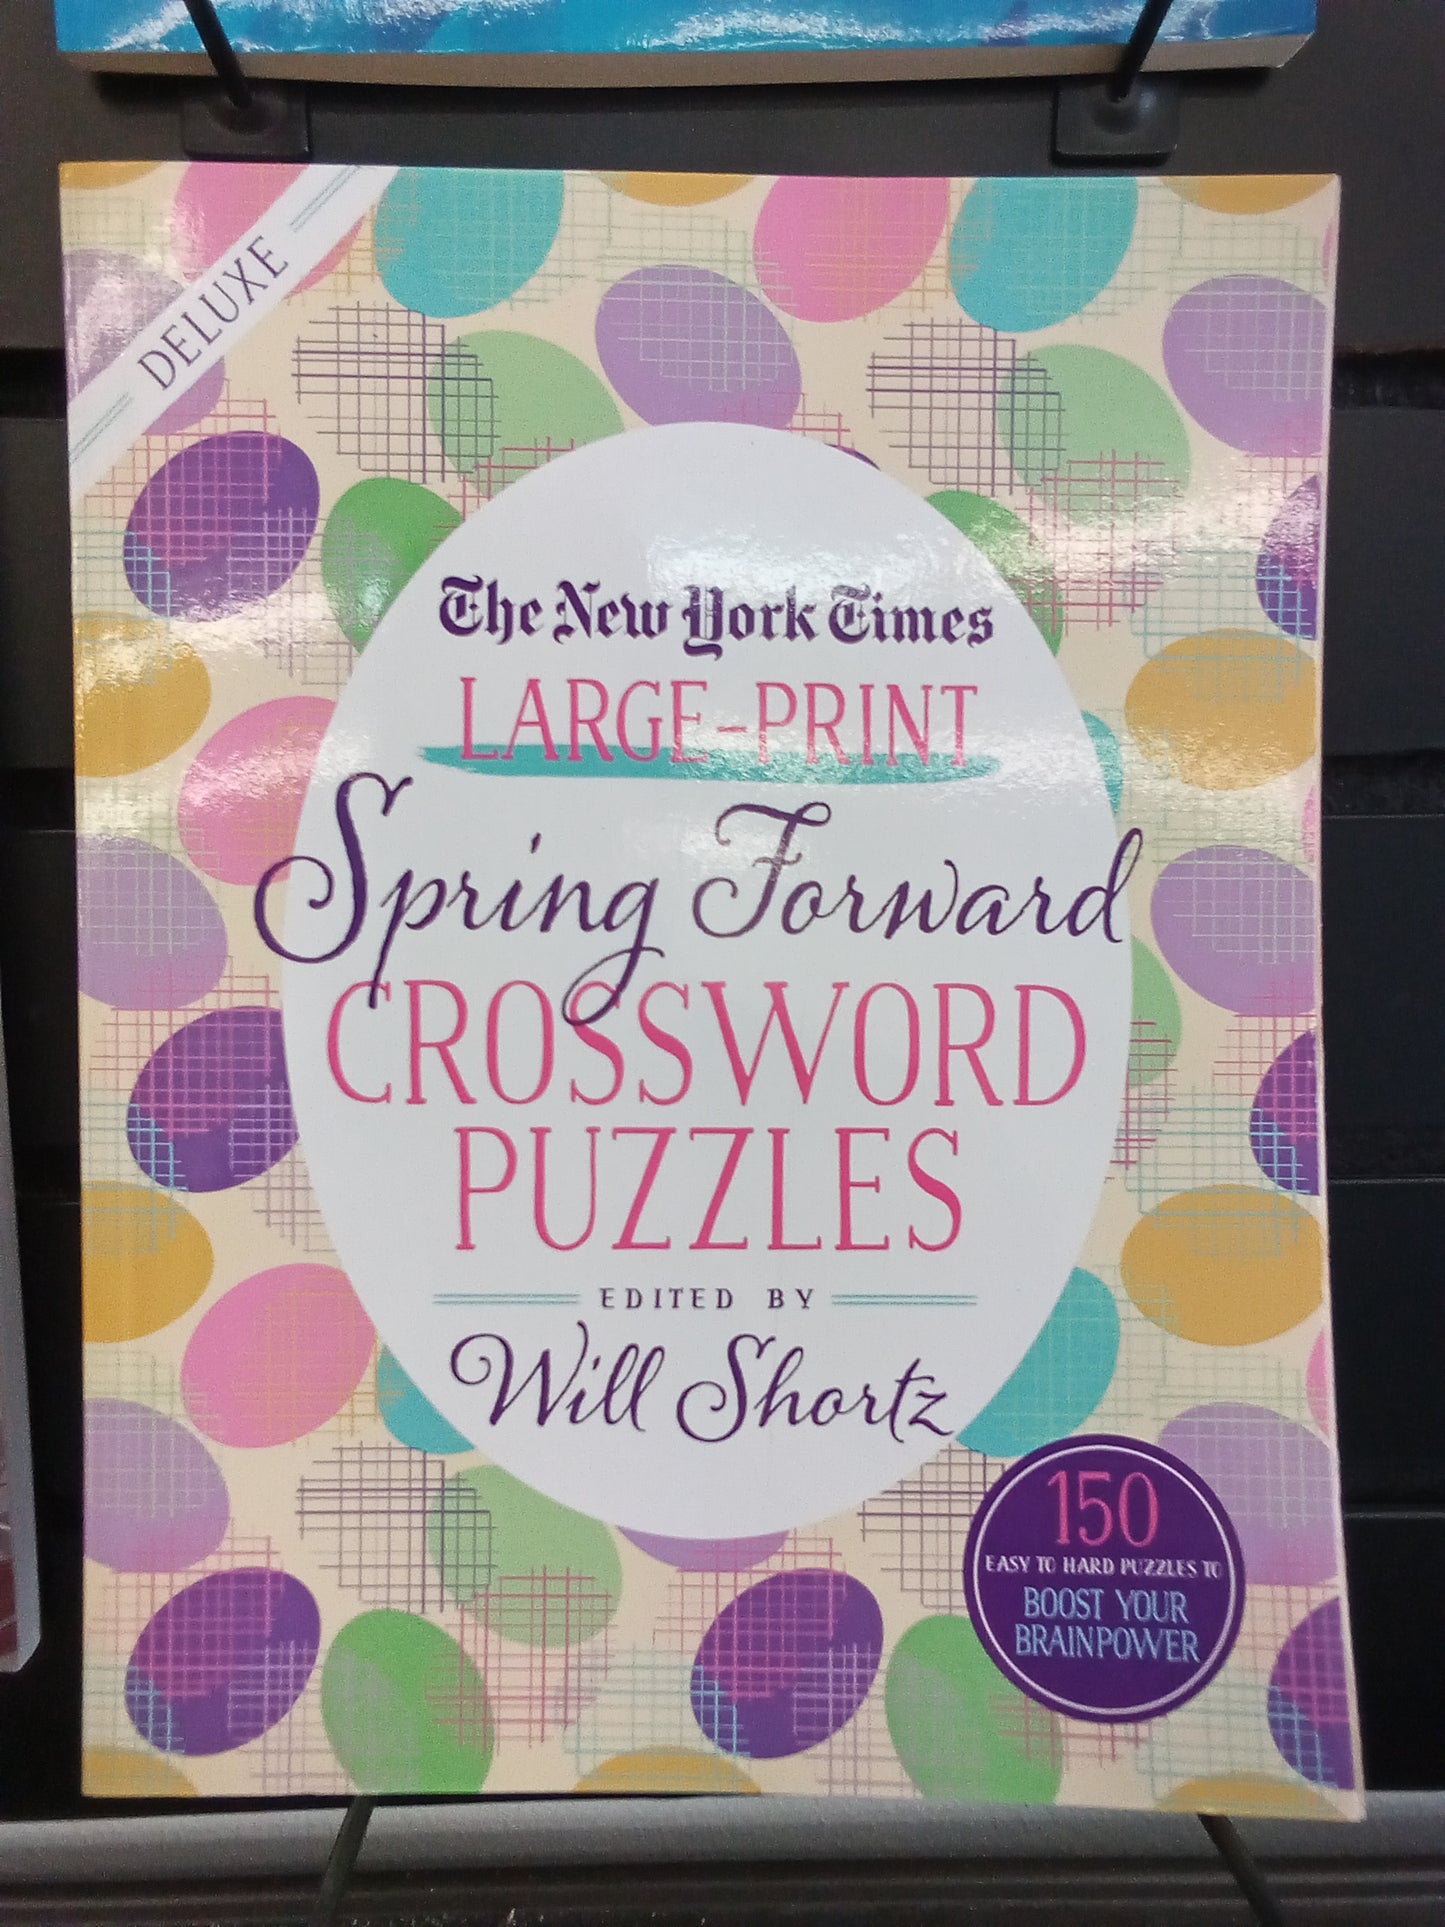 DELUXE
The New York Times
LARGE-PRINT
Spring Forward
CROSSWORD
PUZZLES
EDITED BY
Will Shortz
150
EASY TO HARD PUZZLES TO
BOOST YOUR
BRAINPOWER